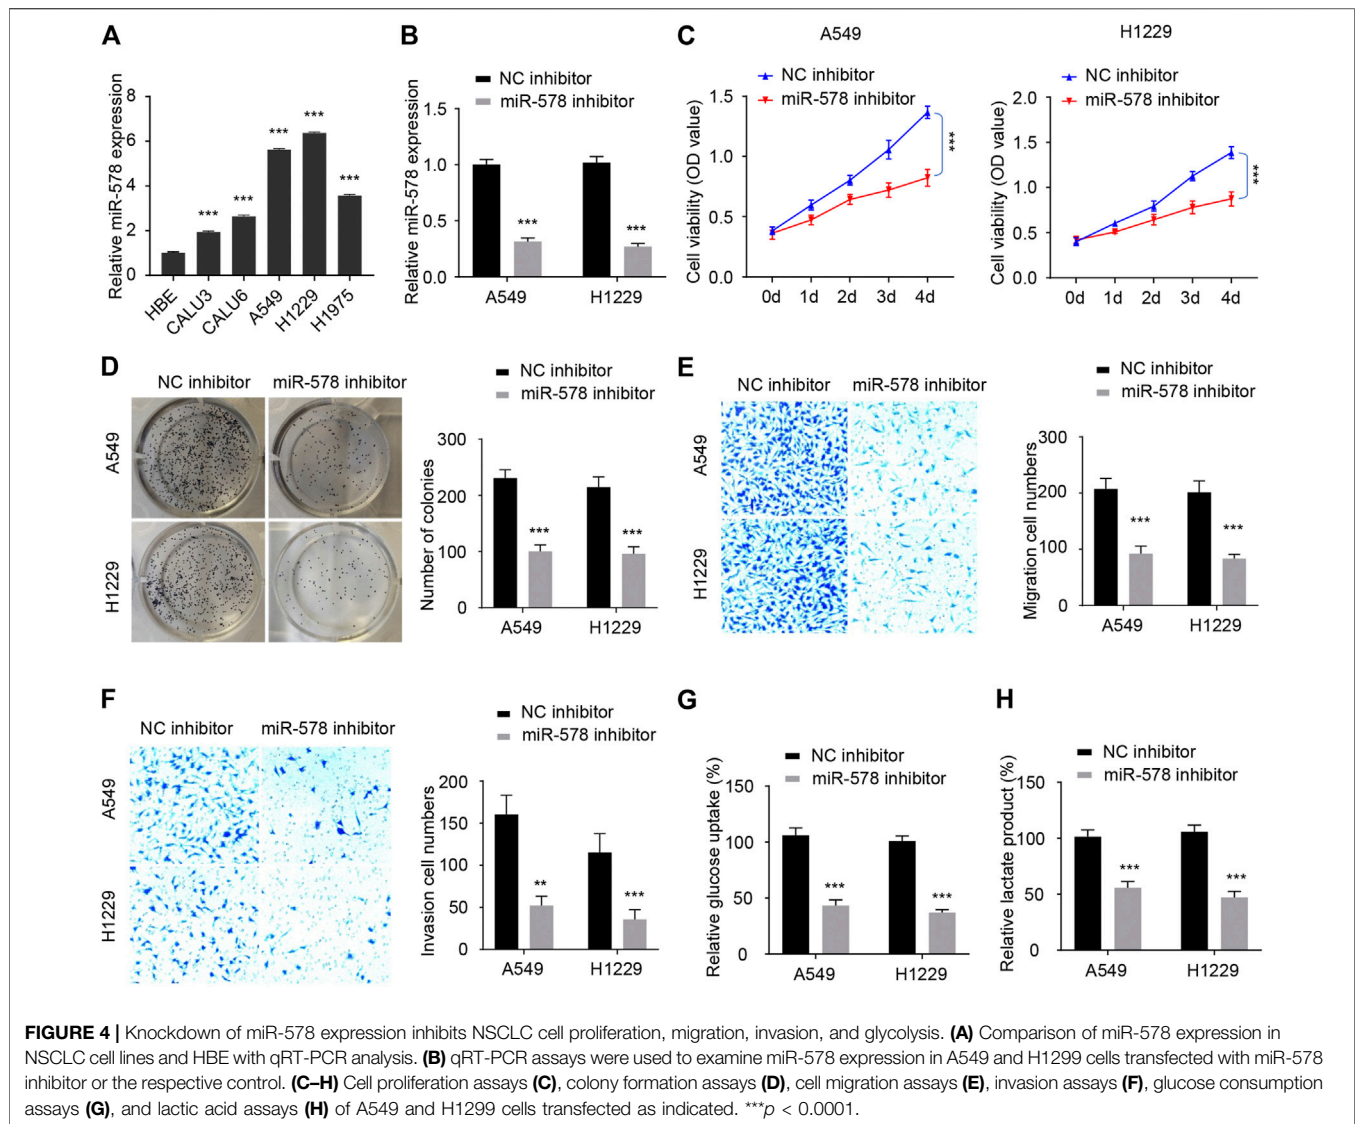 A
Relative miR-578 expression
8
6
4
2
0
***
***
***
***
***
HBE
CALU3
CALU6
A549
H1229
H1975
B
NC inhibitor
miR-578 inhibitor
Relative miR-578 expression
1.5
1.0
0.5
0.0
***
***
A549
H1229
C
A549
NC inhibitor
miR-578 inhibitor
Cell viability (OD value)
1.5
1.0
0.5
0.0
***
0d 1d 2d 3d 4d
H1229
NC inhibitor
miR-578 inhibitor
Cell viability (OD value)
2.0
1.5
1.0
0.5
0.0
***
0d 1d 2d 3d 4d
D
NC inhibitor miR-578 inhibitor
A549
H1229
NC inhibitor
miR-578 inhibitor
Number of colonies
300
200
100
0
***
***
A549
H1229
E
NC inhibitor miR-578 inhibitor
A549
H1229
NC inhibitor
miR-578 inhibitor
Migration cell numbers
300
200
100
0
***
***
A549
H1229
F
NC inhibitor miR-578 inhibitor
A549
H1229
NC inhibitor
miR-578 inhibitor
Invasion cell numbers
200
150
100
50
0
**
***
A549
H1229
G
NC inhibitor
miR-578 inhibitor
Relative glucose uptake (%)
150
100
50
0
***
***
A549
H1229
H
NC inhibitor
miR-578 inhibitor
Relative lactate product (%)
150
100
50
0
***
***
A549
H1229
FIGURE 4 | Knockdown of miR-578 expression inhibits NSCLC cell proliferation, migration, invasion, and glycolysis. (A) Comparison of miR-578 expression in
NSCLC cell lines and HBE with qRT-PCR analysis. (B) qRT-PCR assays were used to examine miR-578 expression in A549 and H1299 cells transfected with miR-578
inhibitor or the respective control. (C–H) Cell proliferation assays (C), colony formation assays (D), cell migration assays (E), invasion assays (F), glucose consumption
assays (G), and lactic acid assays (H) of A549 and H1299 cells transfected as indicated. ***p < 0.0001.